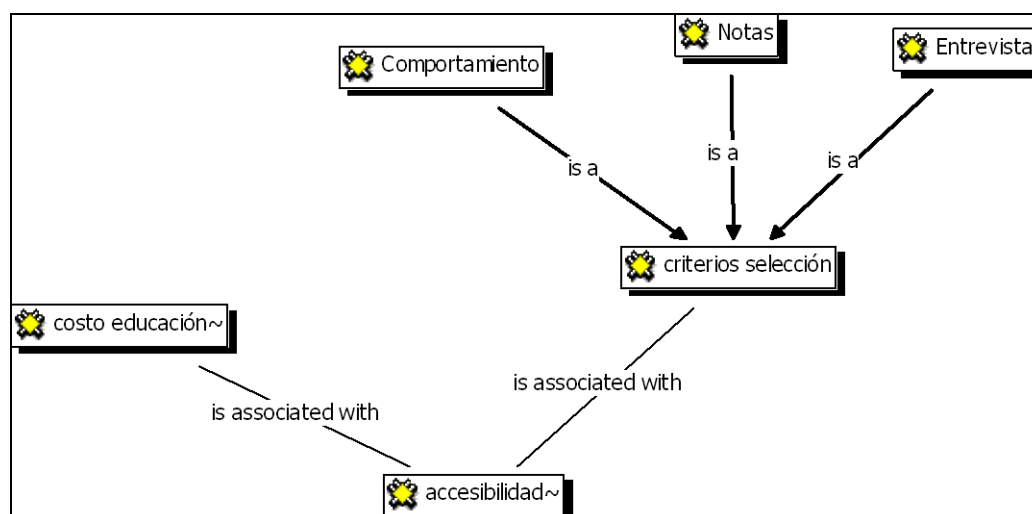 Notas
Comportamiento
Entrevista
is a
is a
is a
criterios selección
costo educación~
is associated with
is associated with
accesibilidad~